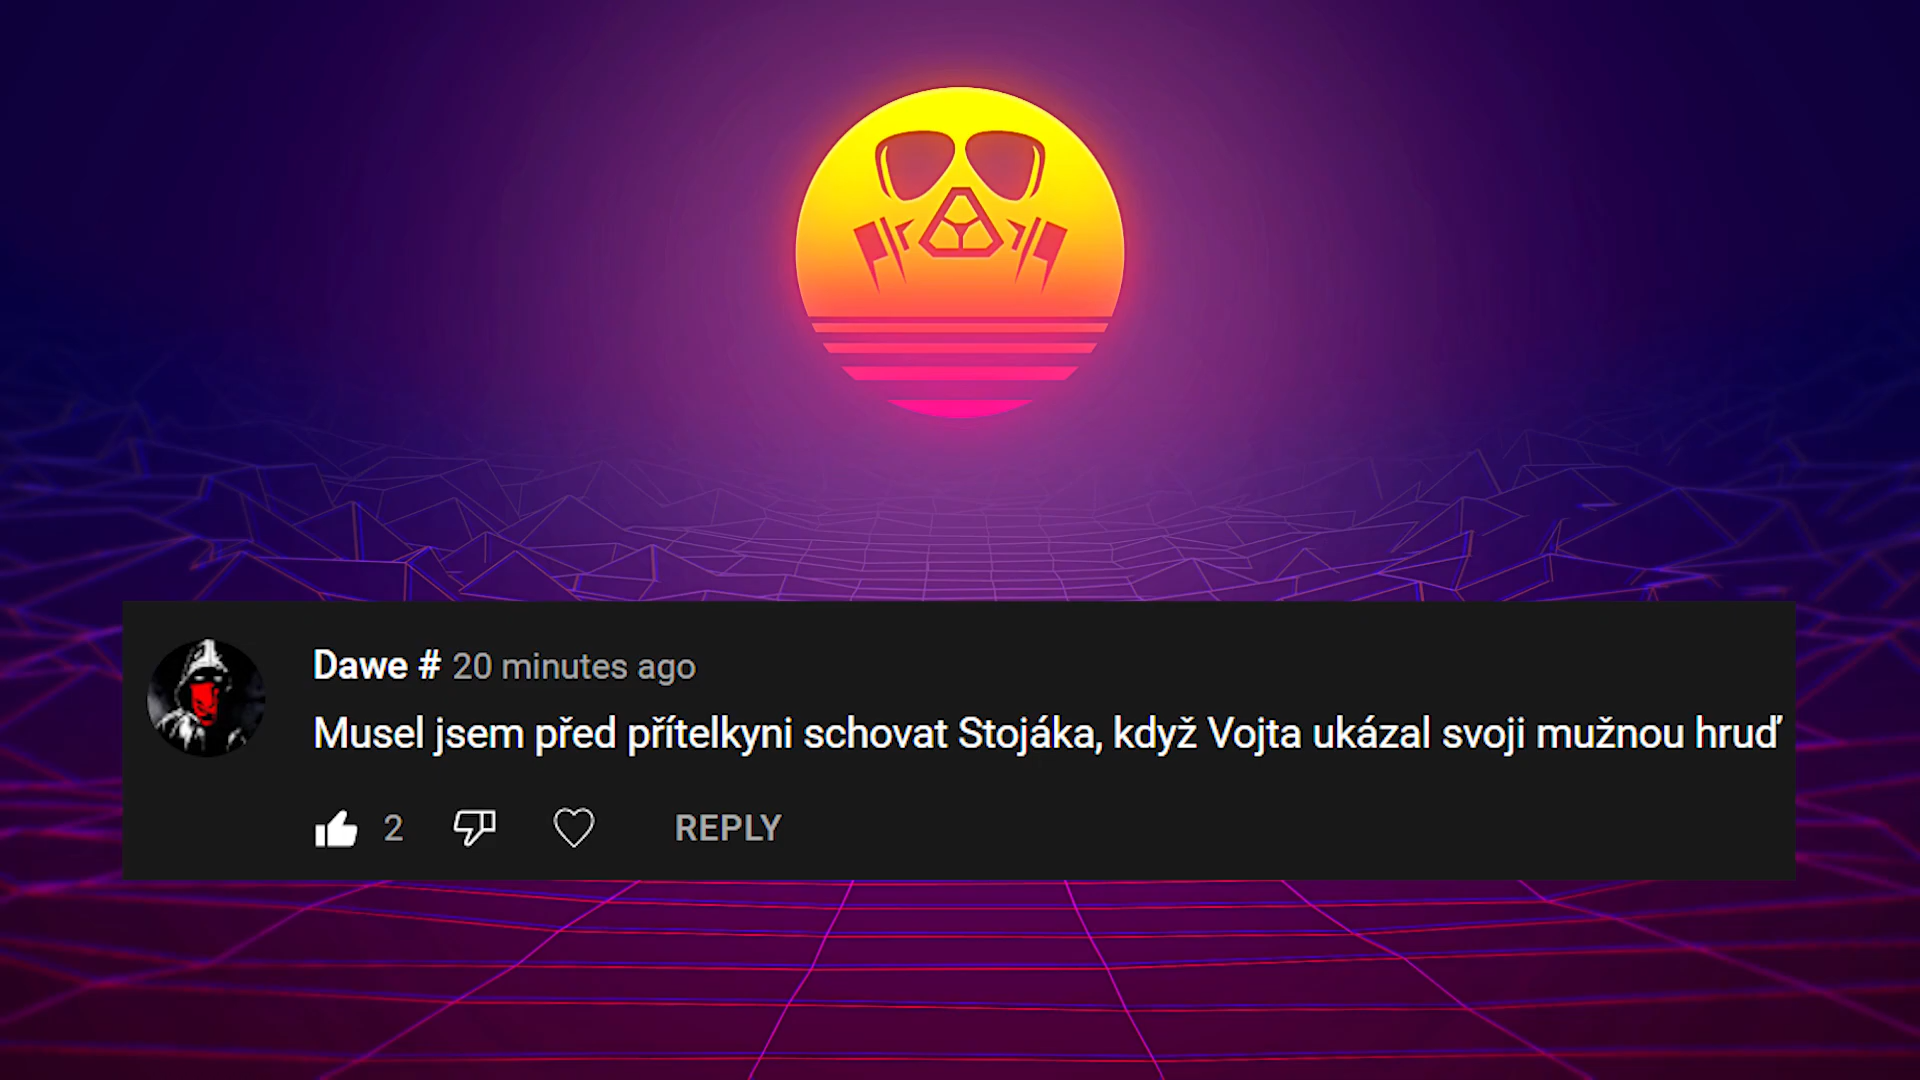 Dawe # 20 minutes ago
Musel jsem před přítelkyni schovat Stojáka, když Vojta ukázal svoji mužnou hruď
2 REPLY